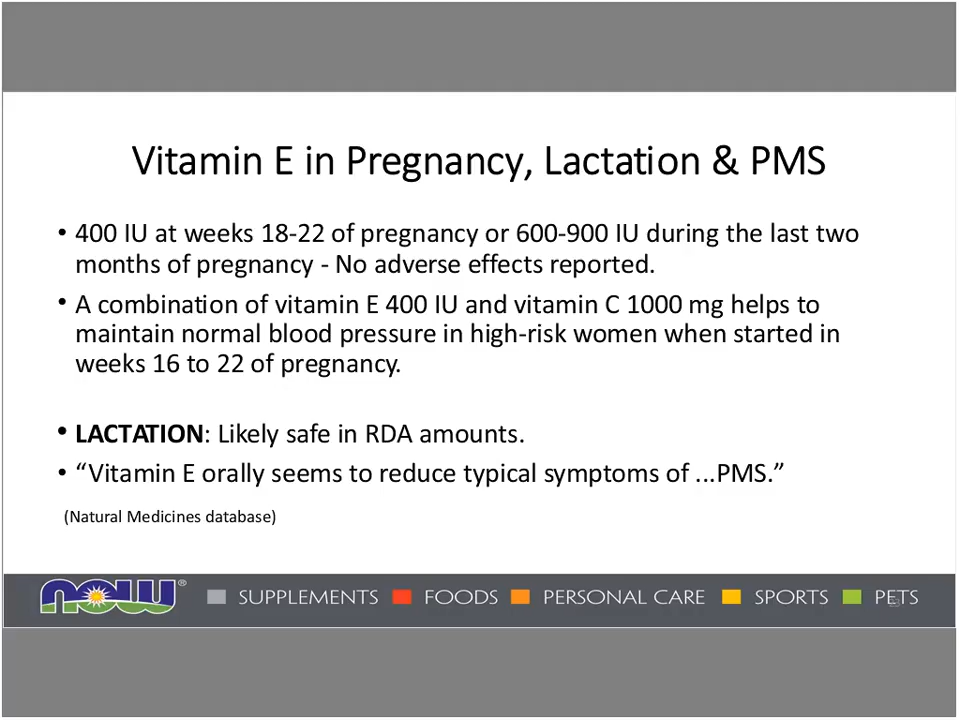 Vitamin E in Pregnancy, Lactation & PMS
• 400 IU at weeks 18-22 of pregnancy or 600-900 IU during the last two
months of pregnancy - No adverse effects reported.
• A combination of vitamin E 400 IU and vitamin C 1000 mg helps to
maintain normal blood pressure in high-risk women when started in
weeks 16 to 22 of pregnancy.
• LACTATION: Likely safe in RDA amounts.
• “Vitamin E orally seems to reduce typical symptoms of ...PMS.”
(Natural Medicines database)
NOW® SUPPLEMENTS FOODS PERSONAL CARE SPORTS PETS